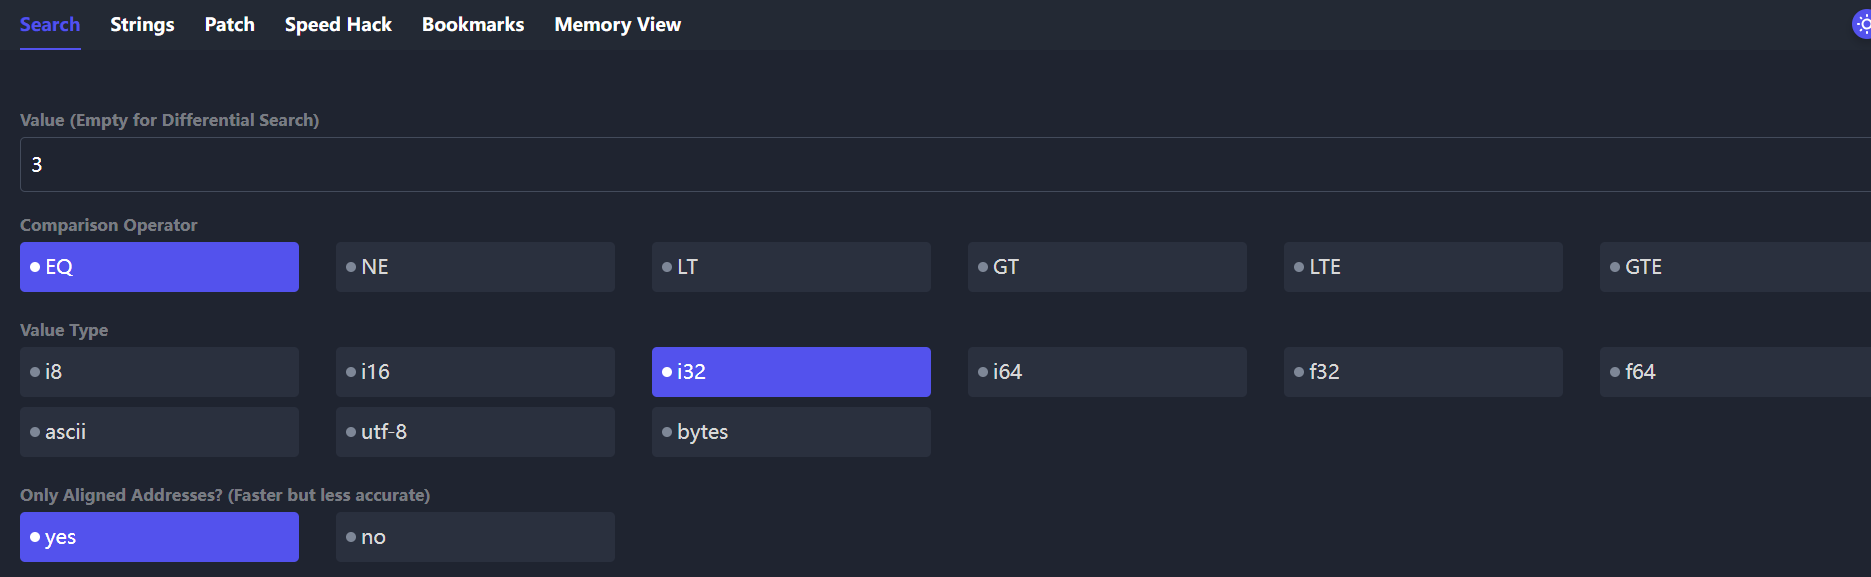 Search Strings Patch Speed Hack Bookmarks Memory View
Value (Empty for Differential Search)
3
Comparison Operator
EQ NE LT GT LTE GTE
Value Type
i8 i16 i32 i64 f32 f64
ascii utf-8 bytes
Only Aligned Addresses? (Faster but less accurate)
yes no